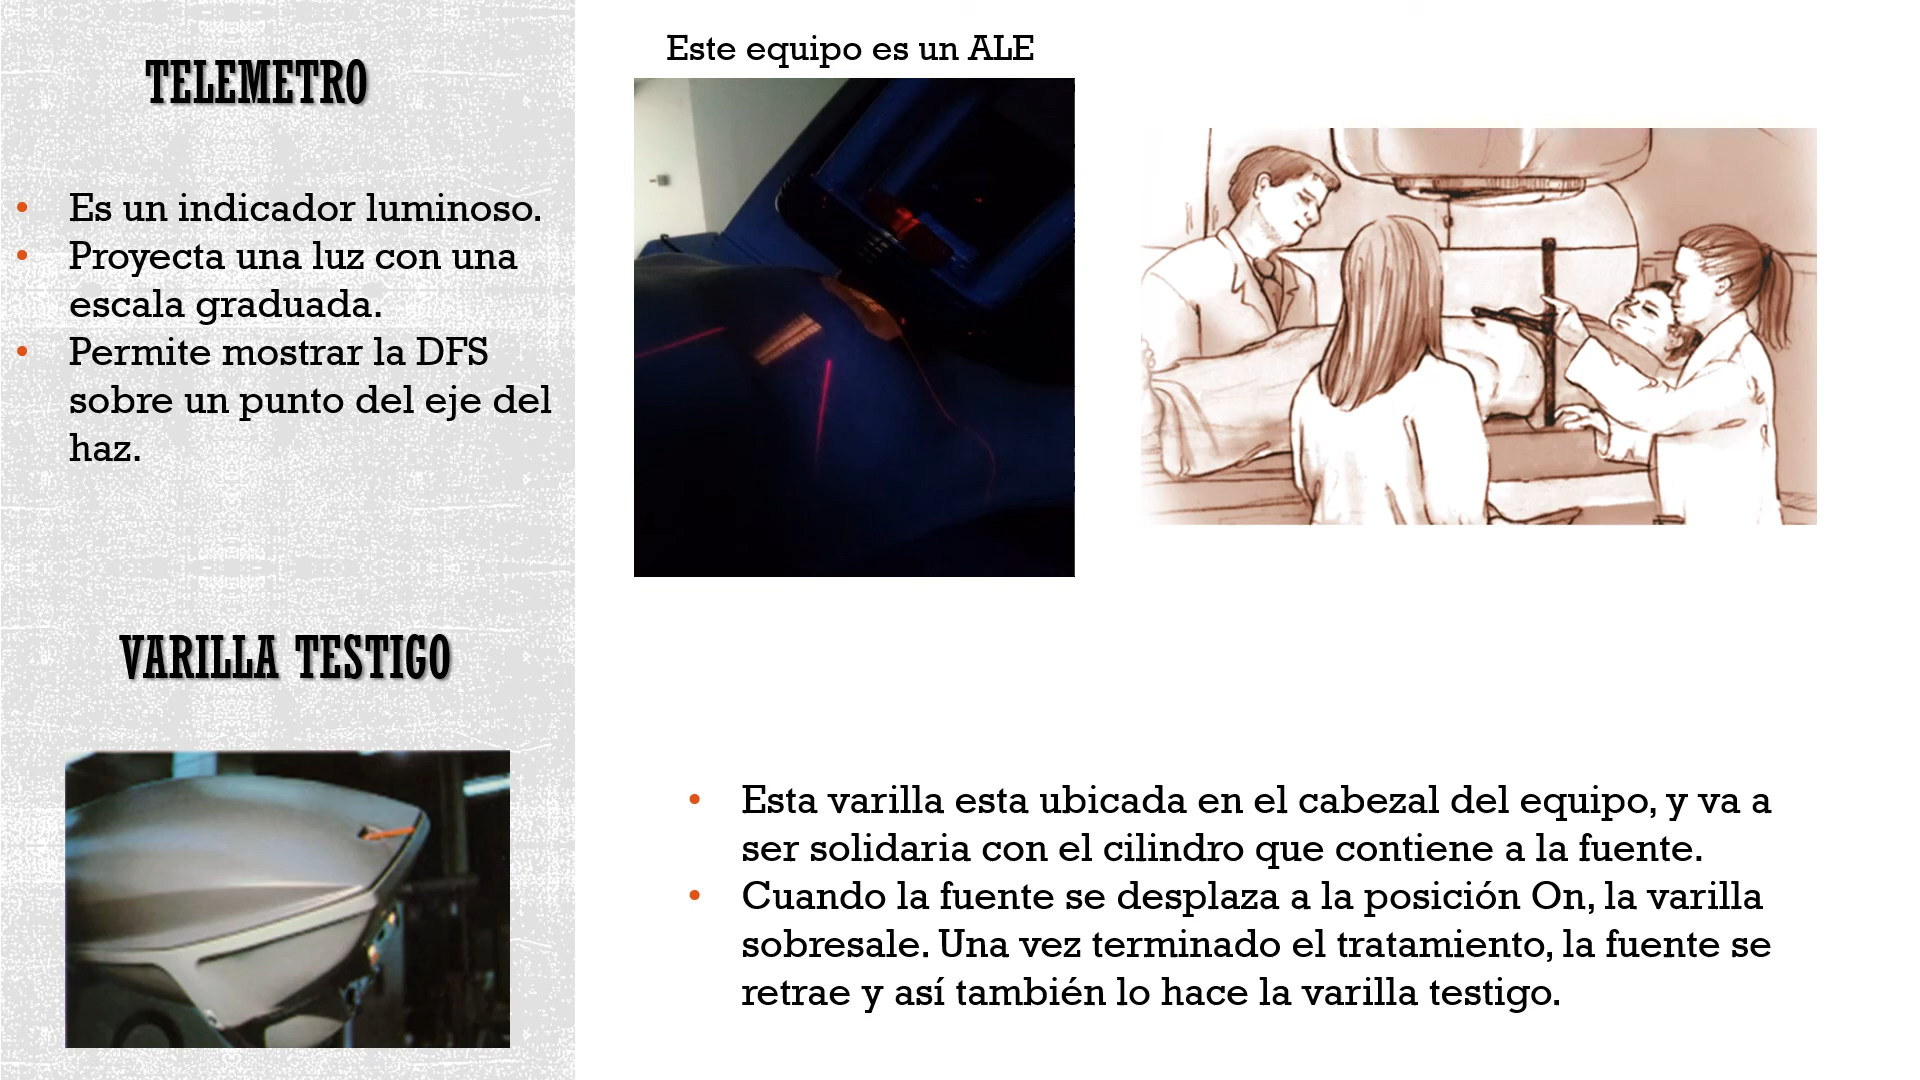 TELEMETRO
• Es un indicador luminoso.
• Proyecta una luz con una
escala graduada.
• Permite mostrar la DFS
sobre un punto del eje del
haz.
Este equipo es un ALE
VARILLA TESTIGO
• Esta varilla esta ubicada en el cabezal del equipo, y va a
ser solidaria con el cilindro que contiene a la fuente.
• Cuando la fuente se desplaza a la posición On, la varilla
sobresale. Una vez terminado el tratamiento, la fuente se
retrae y así también lo hace la varilla testigo.